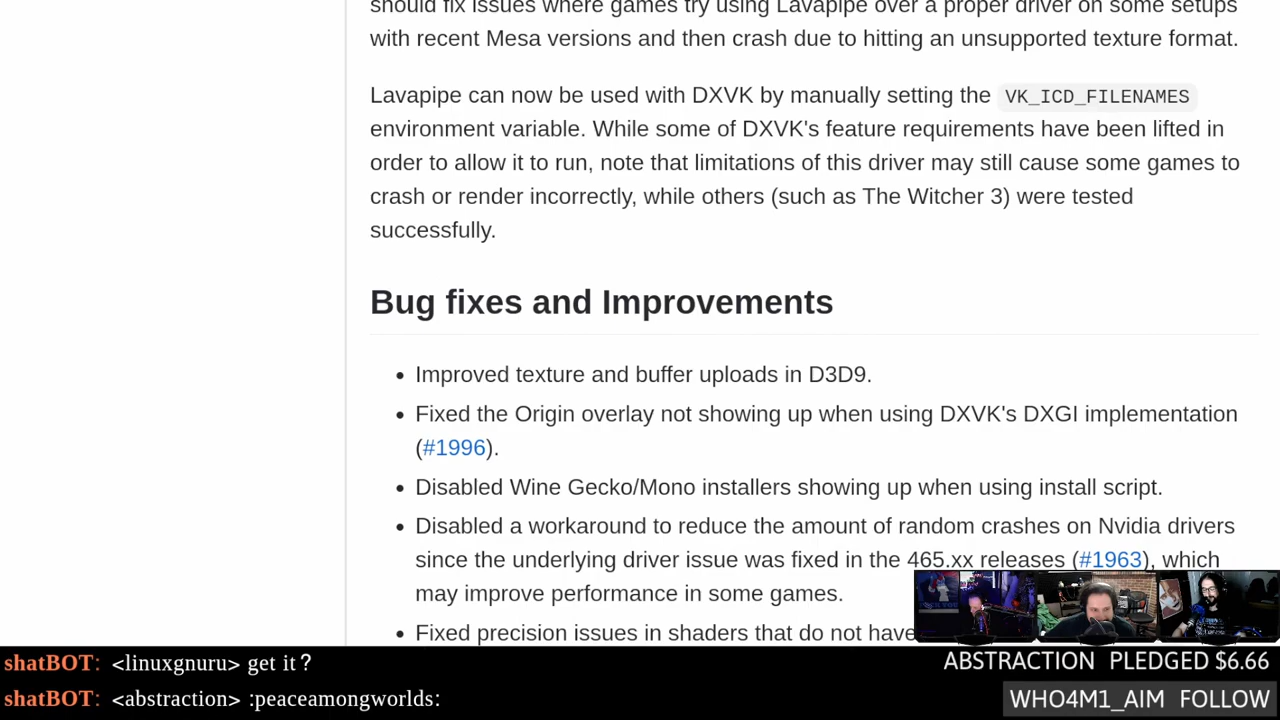 should fix issues where games try using Lavapipe over a proper driver on some setups
with recent Mesa versions and then crash due to hitting an unsupported texture format.
Lavapipe can now be used with DXVK by manually setting the VK_ICD_FILENAMES
environment variable. While some of DXVK's feature requirements have been lifted in
order to allow it to run, note that limitations of this driver may still cause some games to
crash or render incorrectly, while others (such as The Witcher 3) were tested
successfully.
Bug fixes and Improvements
• Improved texture and buffer uploads in D3D9.
• Fixed the Origin overlay not showing up when using DXVK's DXGI implementation
(#1996).
• Disabled Wine Gecko/Mono installers showing up when using install script.
• Disabled a workaround to reduce the amount of random crashes on Nvidia drivers
since the underlying driver issue was fixed in the 465.xx releases (#1963), which
may improve performance in some games.
• Fixed precision issues in shaders that do not have
shatBOT: <linuxgnuru> get it?
ABSTRACTION PLEDGED $6.66
shatBOT: <abstraction> :peaceamongworlds:
WHO4M1_AIM FOLLOW